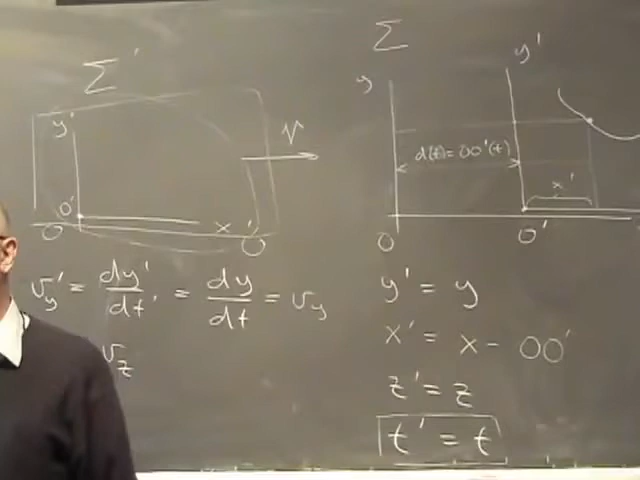 Σ'
y'
V
O'
O
x'
O
v_y' = dy'/dt' = dy/dt = v_y
v_z
Σ
y'
y
d(t) = OO'(t)
x'
O
O'
y' = y
x' = x - OO'
z' = z
t' = t